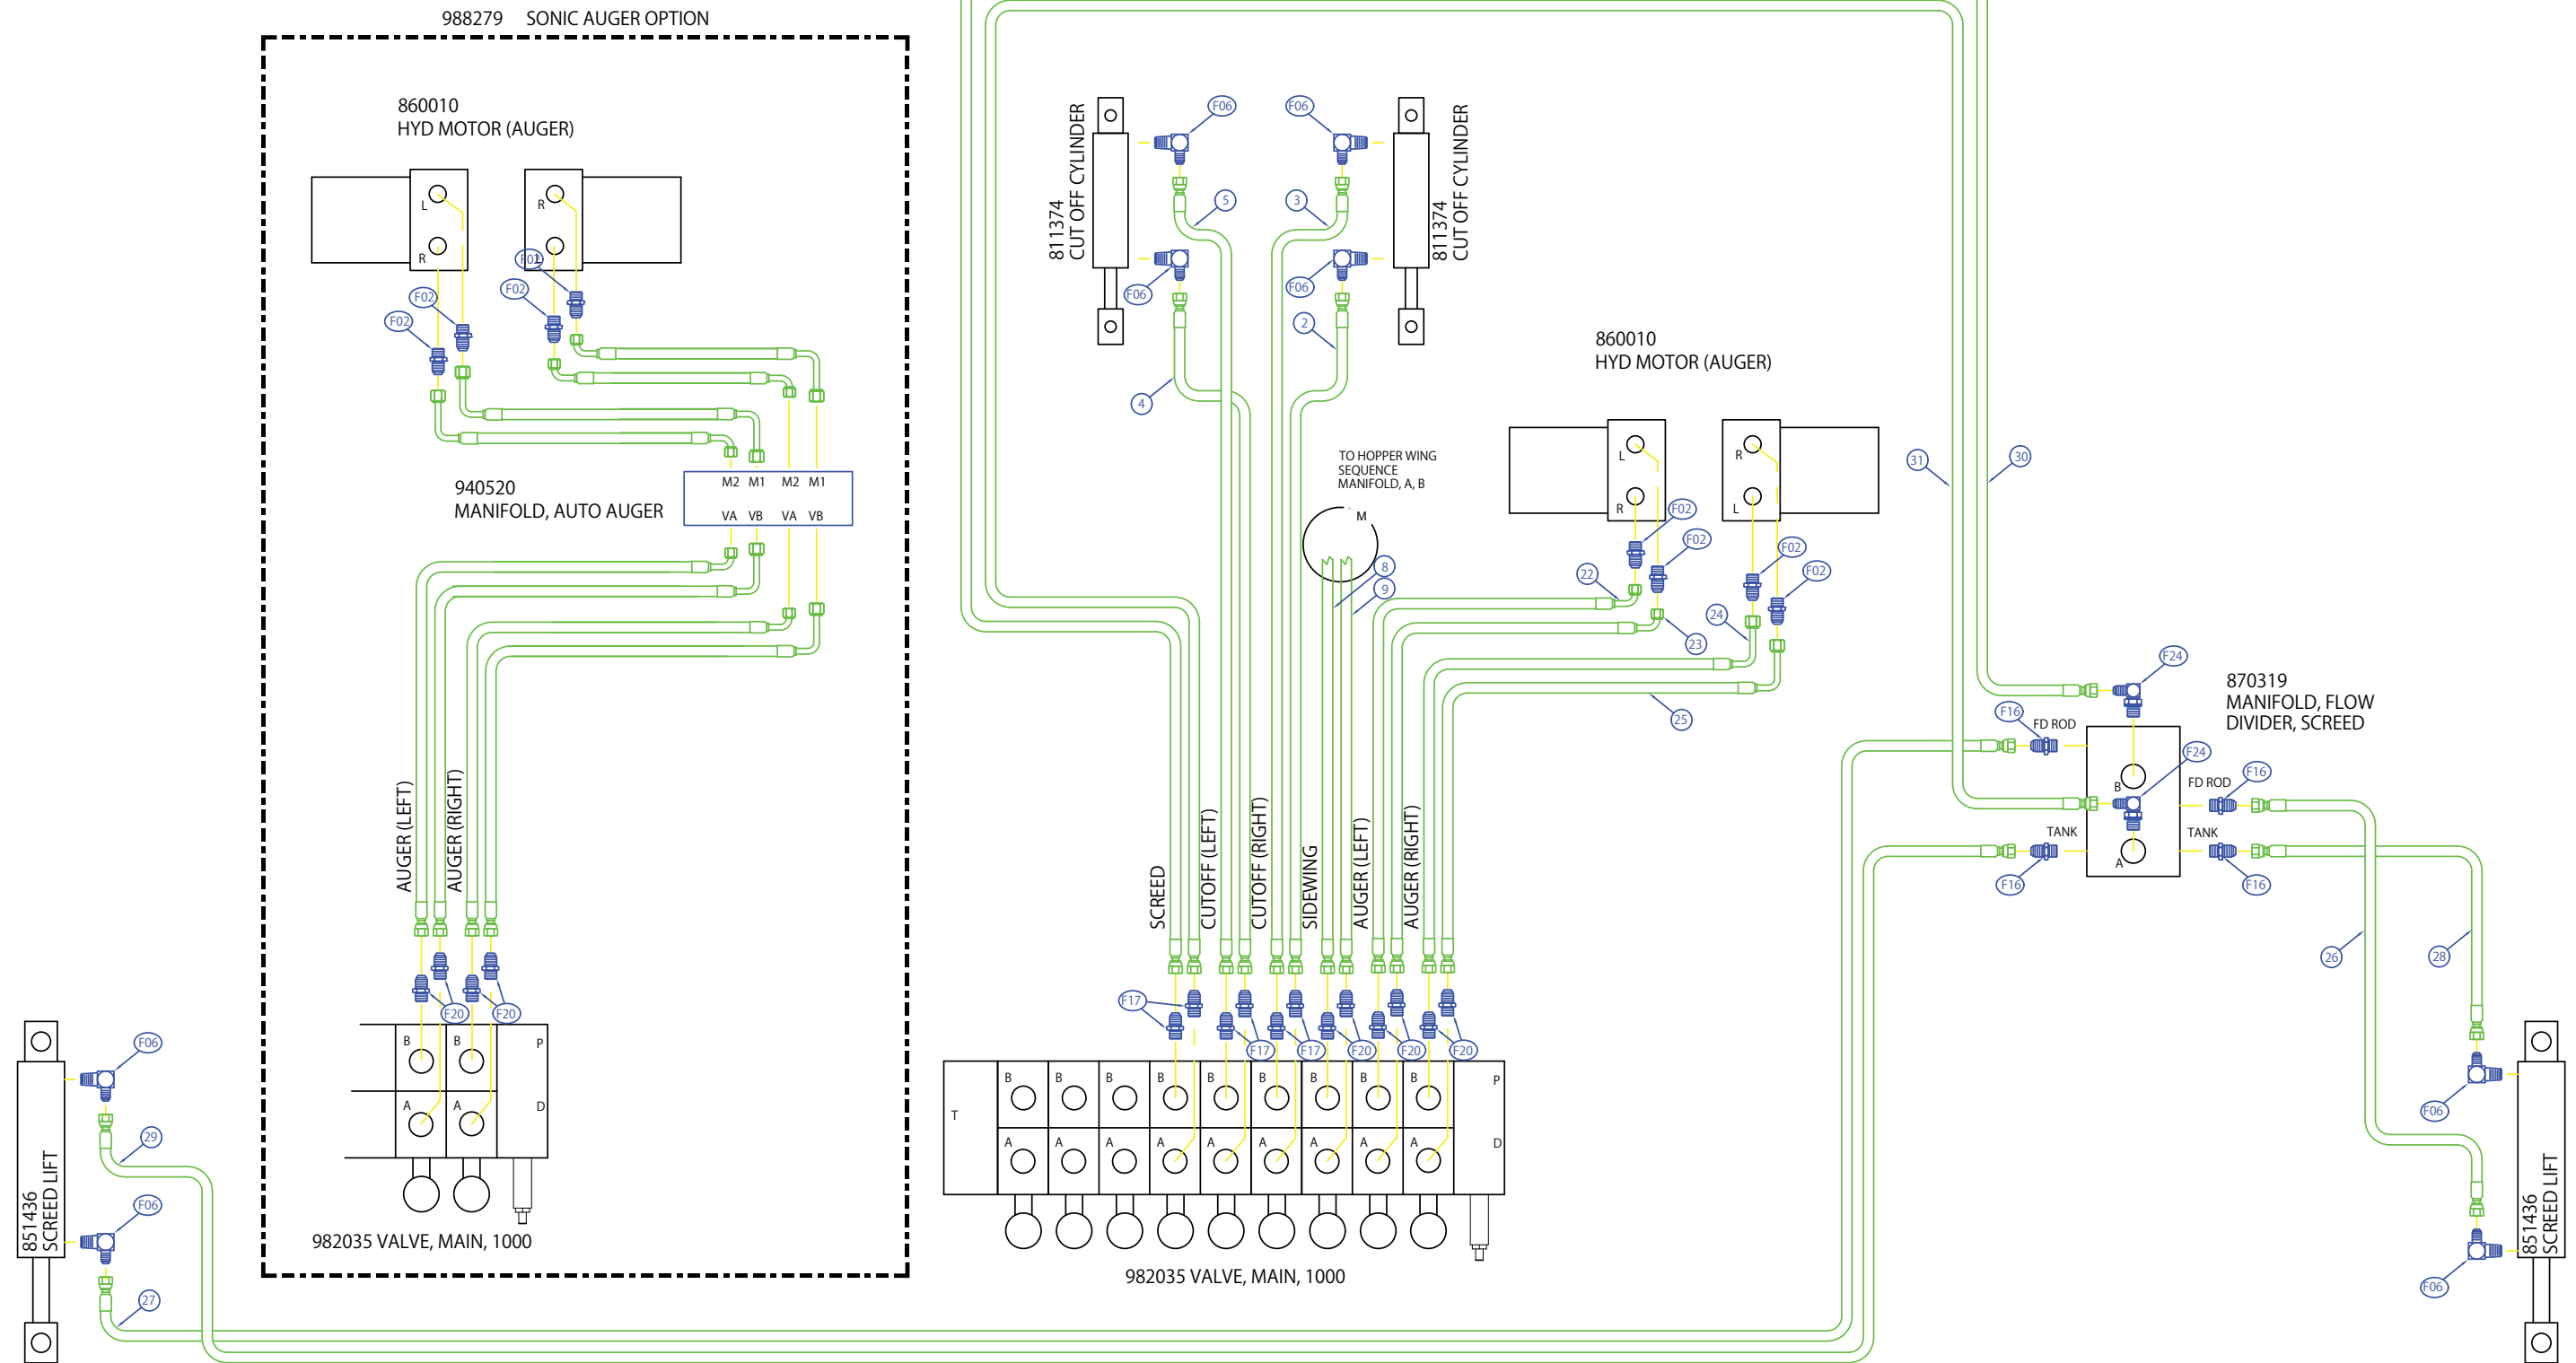 988279 SONIC AUGER OPTION
860010
HYD MOTOR (AUGER)
L
R
R
L
F02
F02
F02
F02
940520
MANIFOLD, AUTO AUGER
M2 M1 M2 M1
VA VB VA VB
AUGER (LEFT)
AUGER (RIGHT)
F20
F20
B
B
P
A
A
D
982035 VALVE, MAIN, 1000
851436
SCREED LIFT
F06
29
F06
27
811374
CUT OFF CYLINDER
F06
5
F06
4
F06
3
F06
2
811374
CUT OFF CYLINDER
TO HOPPER WING
SEQUENCE
MANIFOLD, A, B
M
8
9
860010
HYD MOTOR (AUGER)
L
R
R
L
F02
F02
F02
F02
22
23
24
25
SCREED
CUTOFF (LEFT)
CUTOFF (RIGHT)
SIDEWING
AUGER (LEFT)
AUGER (RIGHT)
F17
F17
F17
F20
F20
F20
T
B B B B B B B B B
P
A A A A A A A A A
D
982035 VALVE, MAIN, 1000
31
30
F24
870319
MANIFOLD, FLOW
DIVIDER, SCREED
F16
FD ROD
F24
B
FD ROD
F16
TANK
TANK
A
F16
F16
26
28
F06
F06
851436
SCREED LIFT